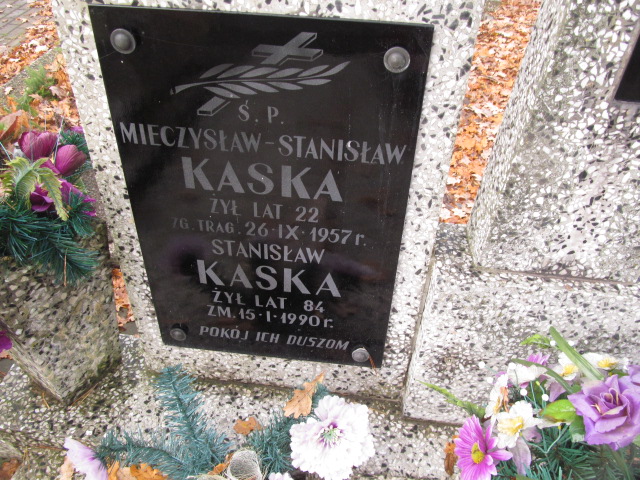 Ś. P.
MIECZYSŁAW-STANISŁAW
KASKA
ŻYŁ LAT 22
ZG. TRAG. 26·IX·1957 r.
STANISŁAW
KASKA
ŻYŁ LAT 84
ZM. 15·I·1990 r.
POKÓJ ICH DUSZOM